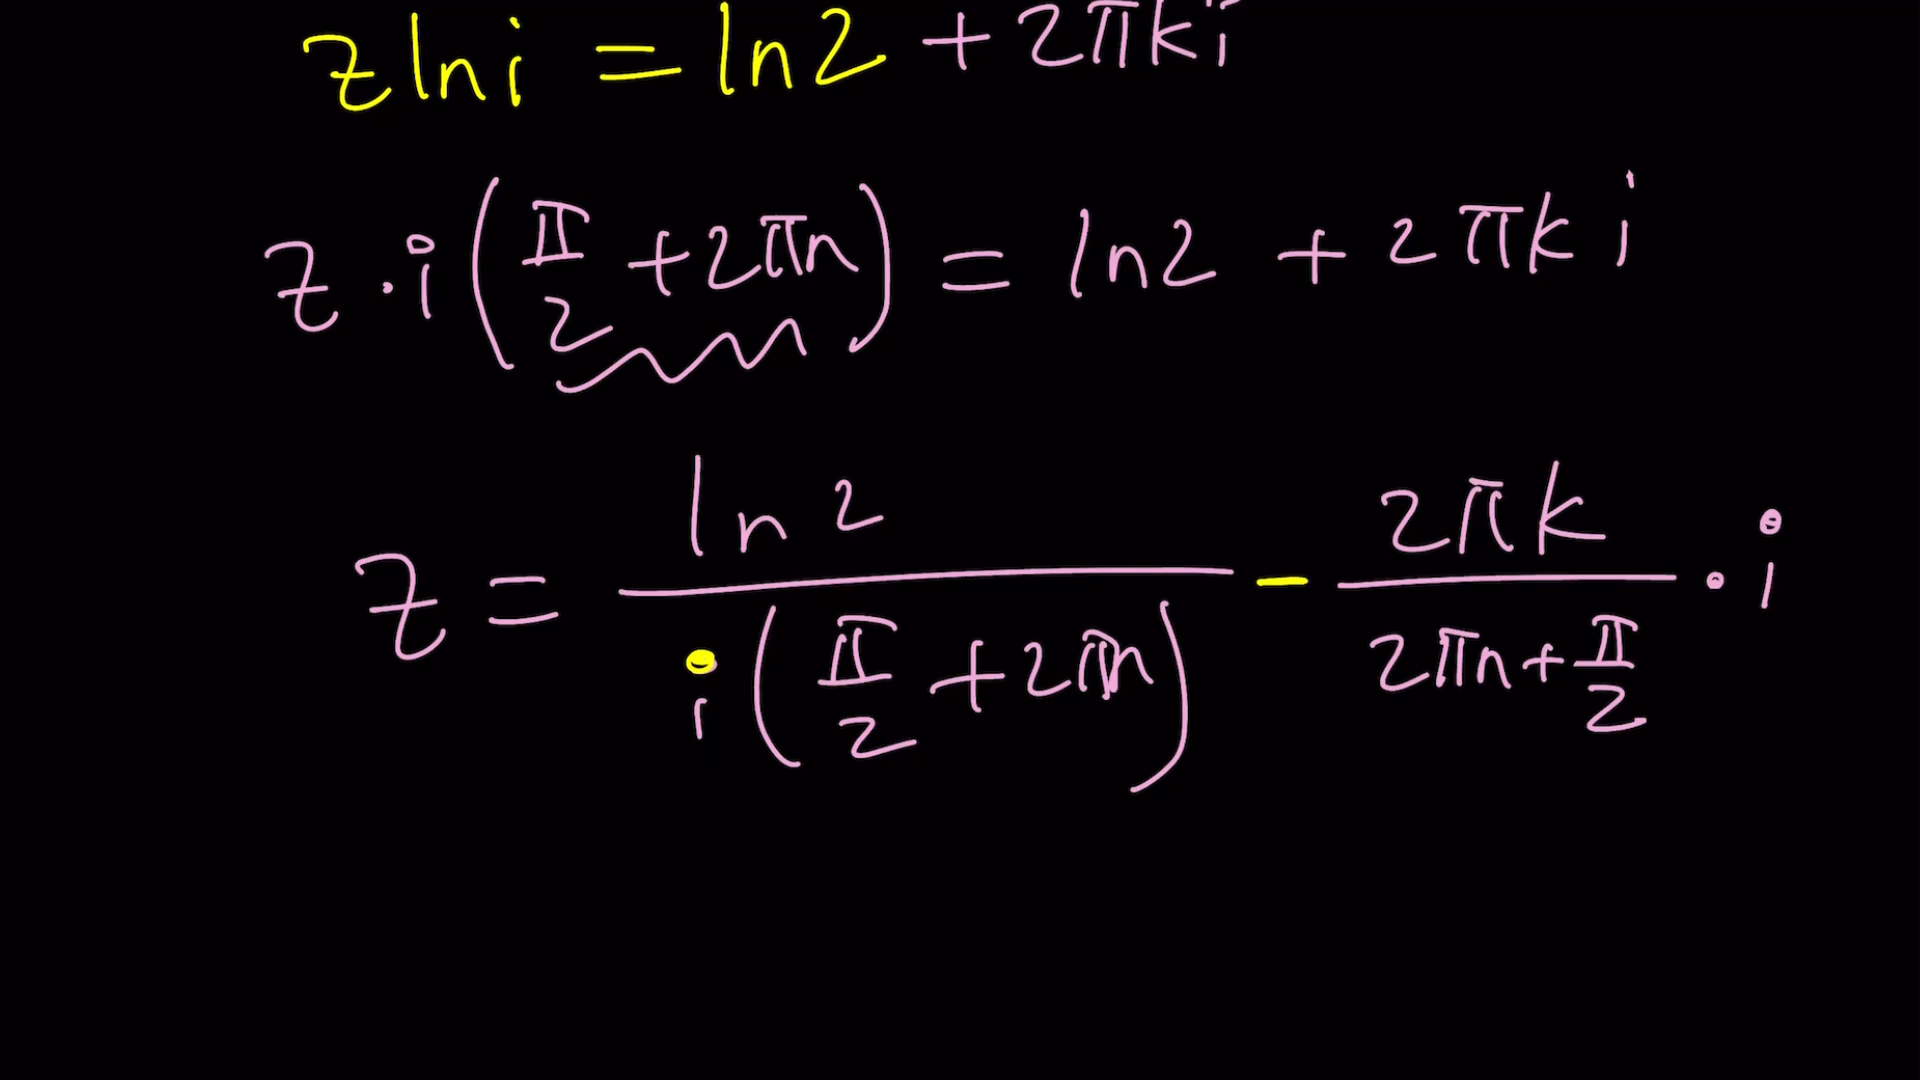 z ln i = ln 2 + 2πki
z · i (π/2 + 2πn) = ln 2 + 2πk i
z = ln 2 / i (π/2 + 2πn) - 2πk / 2πn + π/2 · i